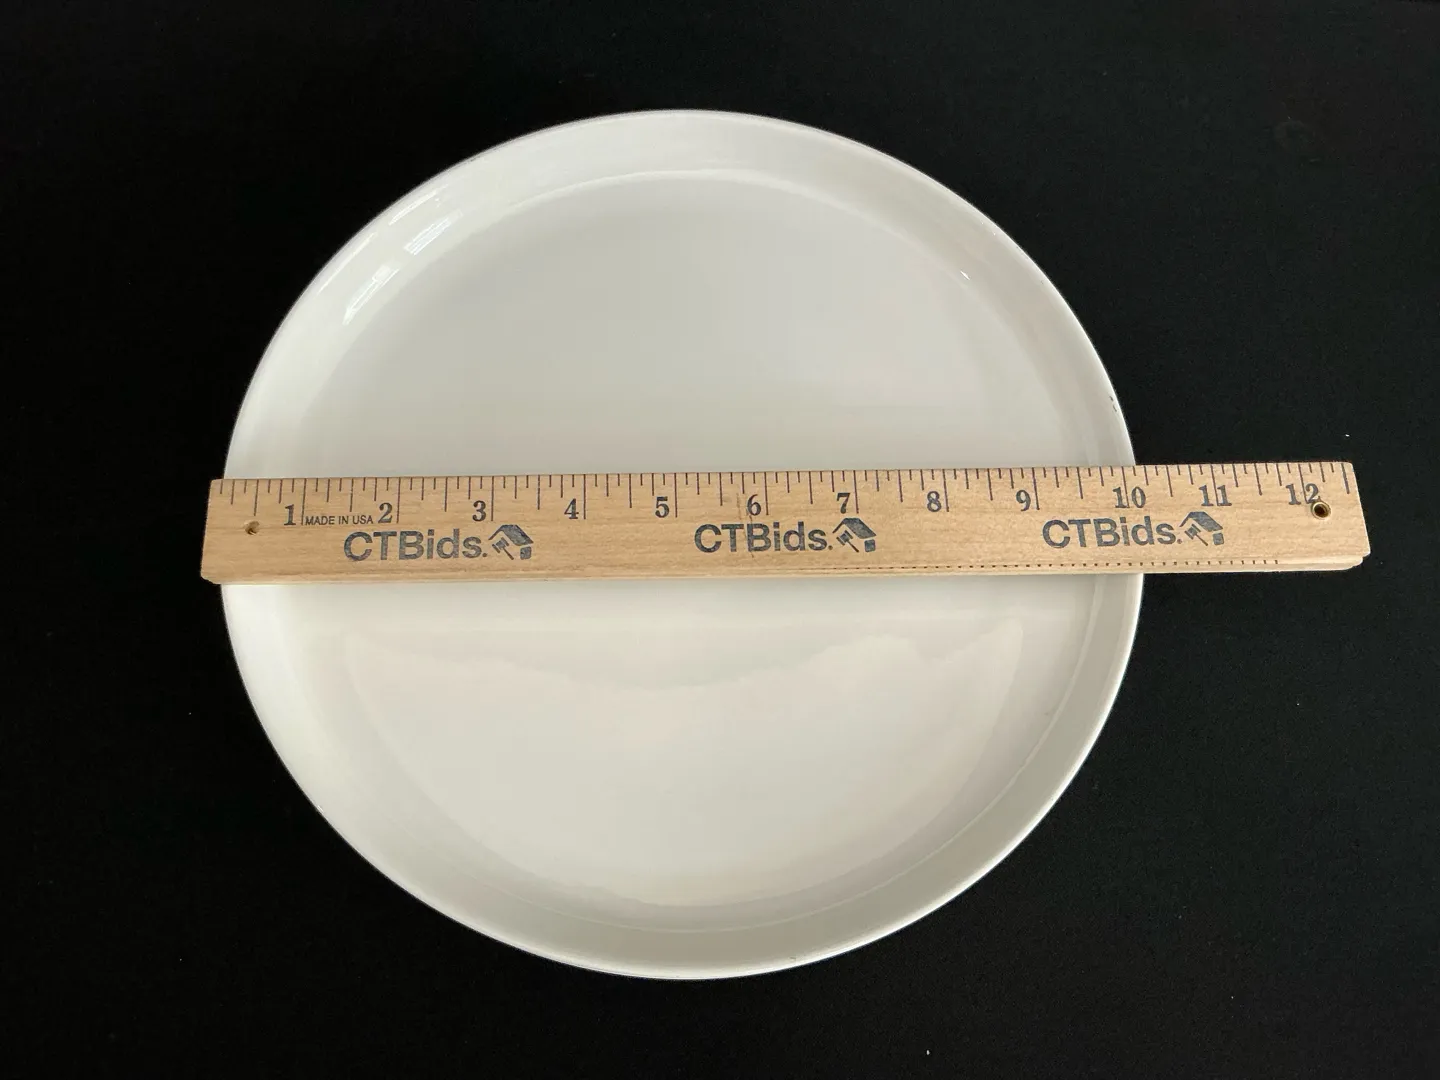 1 2 3 4 5 6 7 8 9 10 11 12
MADE IN USA
CTBids. CTBids. CTBids.